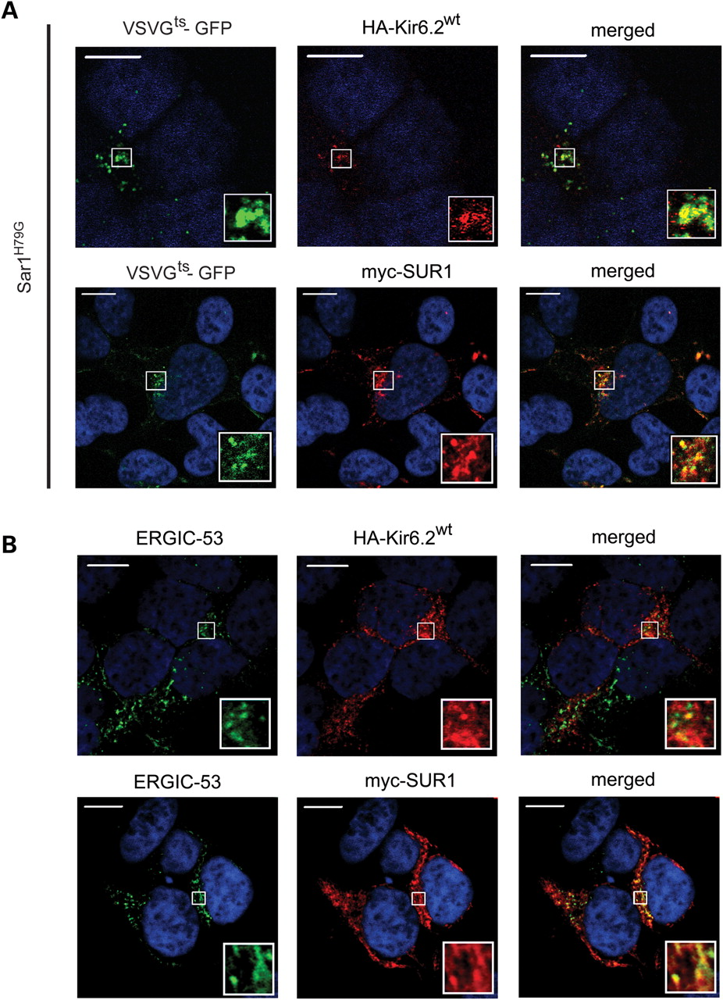 A
VSVGts- GFP HA-Kir6.2wt merged
Sar1H79G
VSVGts- GFP myc-SUR1 merged
B
ERGIC-53 HA-Kir6.2wt merged
ERGIC-53 myc-SUR1 merged